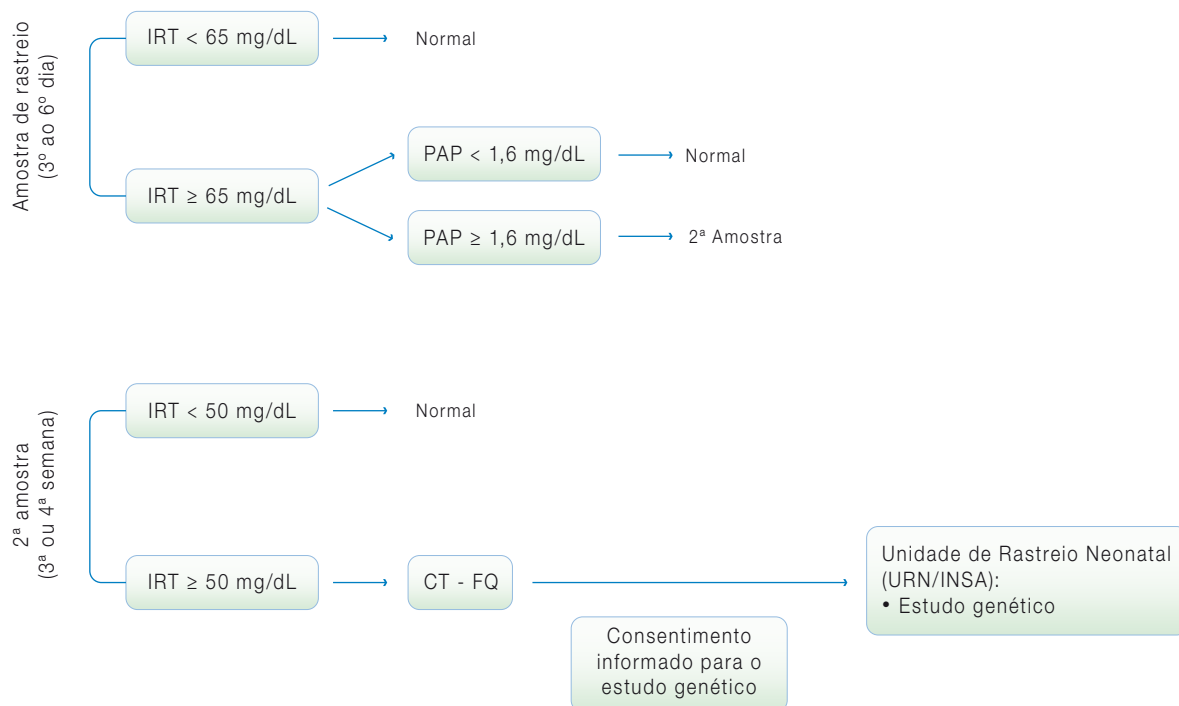 Amostra de rastreio
(3º ao 6º dia)
IRT < 65 mg/dL
Normal
IRT ≥ 65 mg/dL
PAP < 1,6 mg/dL
Normal
PAP ≥ 1,6 mg/dL
2ª Amostra
2ª amostra
(3ª ou 4ª semana)
IRT < 50 mg/dL
Normal
IRT ≥ 50 mg/dL
CT - FQ
Consentimento
informado para o
estudo genético
Unidade de Rastreio Neonatal
(URN/INSA):
• Estudo genético